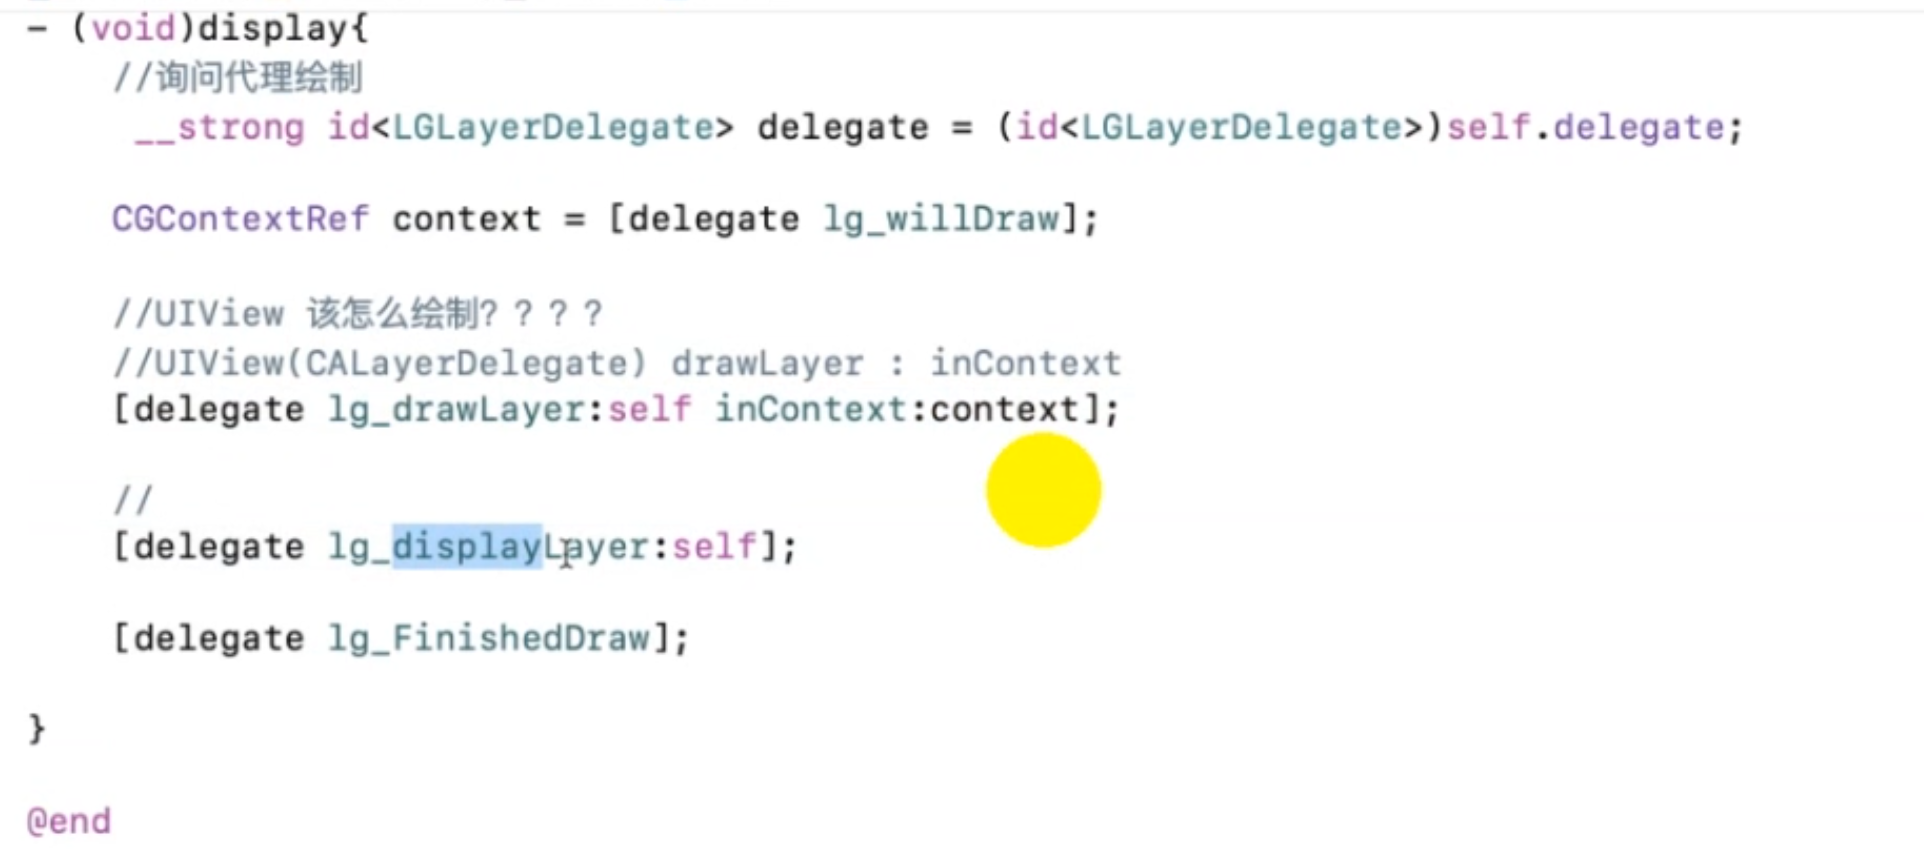 - (void)display{
//询问代理绘制
__strong id<LGLayerDelegate> delegate = (id<LGLayerDelegate>)self.delegate;
CGContextRef context = [delegate lg_willDraw];
//UIView 该怎么绘制？？？？
//UIView(CALayerDelegate) drawLayer : inContext
[delegate lg_drawLayer:self inContext:context];
//
[delegate lg_displayLayer:self];
[delegate lg_FinishedDraw];
}
@end